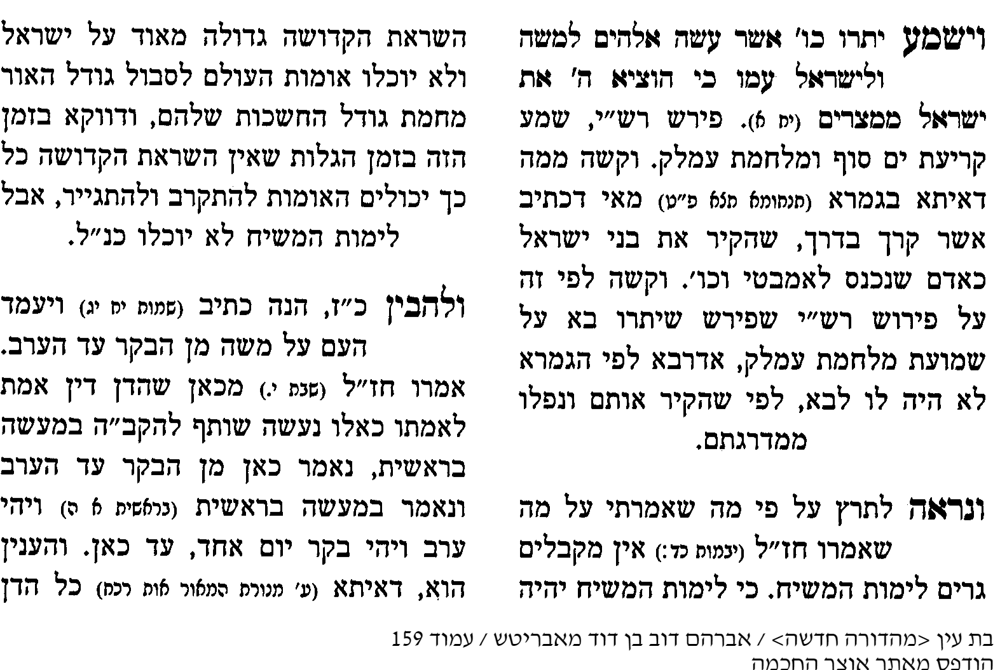 וישמע יתרו כו' אשר עשה אלהים למשה
ולישראל עמו כי הוציא ה' את
ישראל ממצרים (יח א). פירש רש״י, שמע
קריעת ים סוף ומלחמת עמלק. וקשה ממה
דאיתא בגמרא (תנחומא תצא פ״ט) מאי דכתיב
אשר קרך בדרך, שהקיר את בני ישראל
כאדם שנכנס לאמבטי וכו'. וקשה לפי זה
על פירוש רש״י שפירש שיתרו בא על
שמועת מלחמת עמלק, אדרבא לפי הגמרא
לא היה לו לבא, לפי שהקיר אותם ונפלו
ממדרגתם.
ונראה לתרץ על פי מה שאמרתי על מה
שאמרו חז״ל (יבמות כד:) אין מקבלים
גרים לימות המשיח. כי לימות המשיח יהיה
השראת הקדושה גדולה מאוד על ישראל
ולא יוכלו אומות העולם לסבול גודל האור
מחמת גודל החשכות שלהם, ודווקא בזמן
הזה בזמן הגלות שאין השראת הקדושה כל
כך יכולים האומות להתקרב ולהתגייר, אבל
לימות המשיח לא יוכלו כנ״ל.
ולהבין כ״ז, הנה כתיב (שמות יח יג) ויעמד
העם על משה מן הבקר עד הערב.
אמרו חז״ל (שבת י.) מכאן שהדן דין אמת
לאמתו כאלו נעשה שותף להקב״ה במעשה
בראשית, נאמר כאן מן הבקר עד הערב
ונאמר במעשה בראשית (בראשית א ה) ויהי
ערב ויהי בקר יום אחד, עד כאן. והענין
הוא, דאיתא (ע' מנורת המאור אות רכח) כל הדן
בת עין <מהדורה חדשה> / אברהם דוב בן דוד מאבריטש / עמוד 159
הודפס מאתר אוצר החכמה